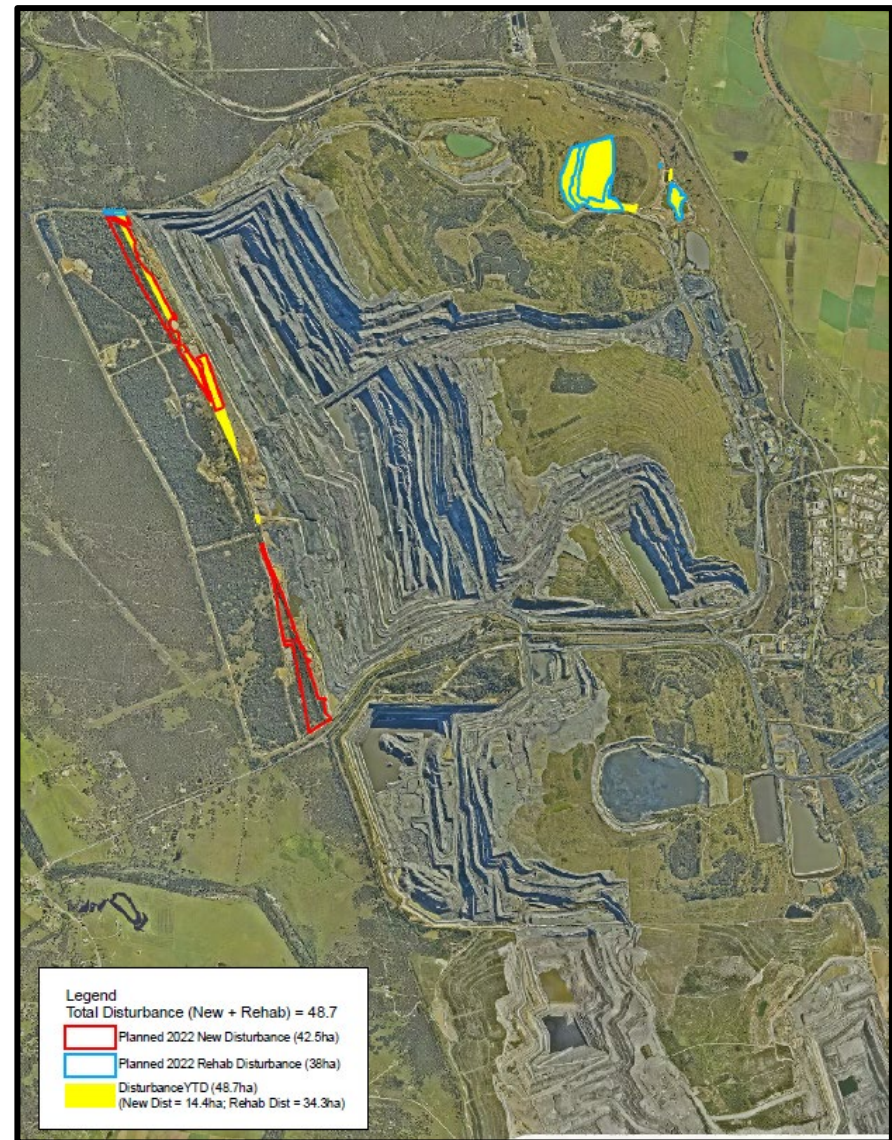 Legend
Total Disturbance (New + Rehab) = 48.7
Planned 2022 New Disturbance (42.5ha)
Planned 2022 Rehab Disturbance (38ha)
DisturbanceYTD (48.7ha)
(New Dist = 14.4ha; Rehab Dist = 34.3ha)